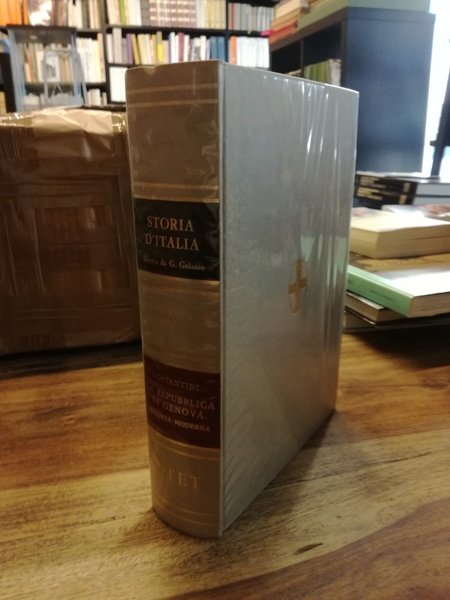 STORIA
D'ITALIA
diretta da G. Galasso
COSTANTINI
LA REPUBBLICA
DI GENOVA
NELL'ETÀ MODERNA
UTET